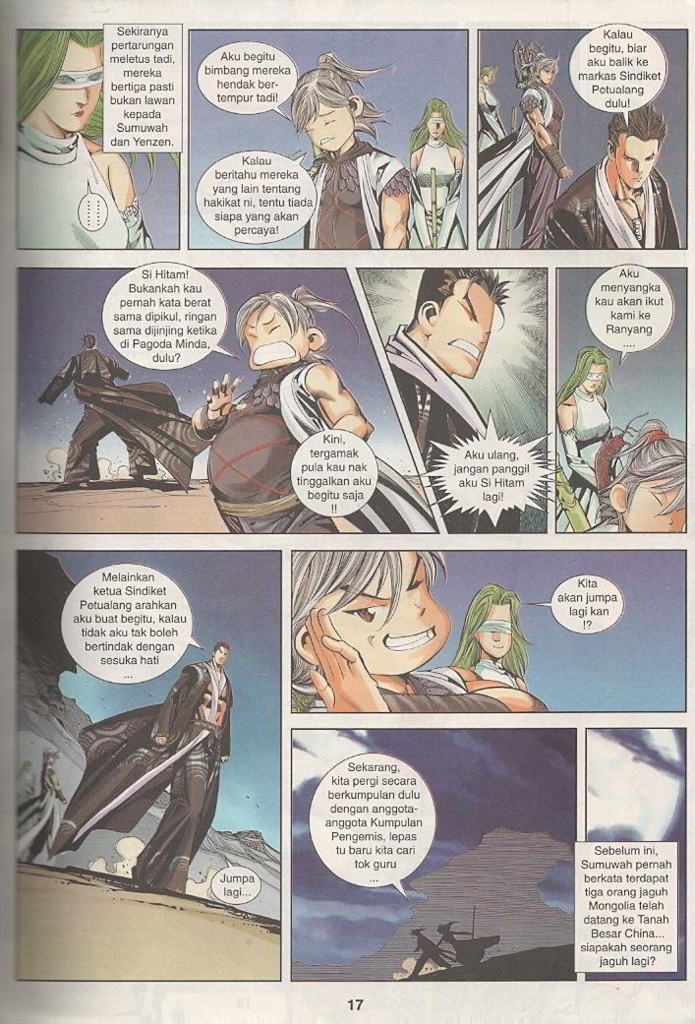 Sekiranya
pertarungan
meletus tadi,
mereka
bertiga pasti
bukan lawan
kepada
Sumuwah
dan Yenzen.
Aku begitu
bimbang mereka
hendak ber-
tempur tadi!
Kalau
beritahu mereka
yang lain tentang
hakikat ni, tentu tiada
siapa yang akan
percaya!
Kalau
begitu, biar
aku balik ke
markas Sindiket
Petualang
dulu!
Si Hitam!
Bukankah kau
pernah kata berat
sama dipikul, ringan
sama dijinjing ketika
di Pagoda Minda,
dulu?
Kini,
tergamak
pula kau nak
tinggalkan aku
begitu saja
!!
Aku ulang,
jangan panggil
aku Si Hitam
lagi!
Aku
menyangka
kau akan ikut
kami ke
Ranyang
....
Melainkan
ketua Sindiket
Petualang arahkan
aku buat begitu, kalau
tidak aku tak boleh
bertindak dengan
sesuka hati
...
Jumpa
lagi...
Kita
akan jumpa
lagi kan
!?
Sekarang,
kita pergi secara
berkumpulan dulu
dengan anggota-
anggota Kumpulan
Pengemis, lepas
tu baru kita cari
tok guru
...
Sebelum ini,
Sumuwah pernah
berkata terdapat
tiga orang jaguh
Mongolia telah
datang ke Tanah
Besar China...
siapakah seorang
jaguh lagi?
17